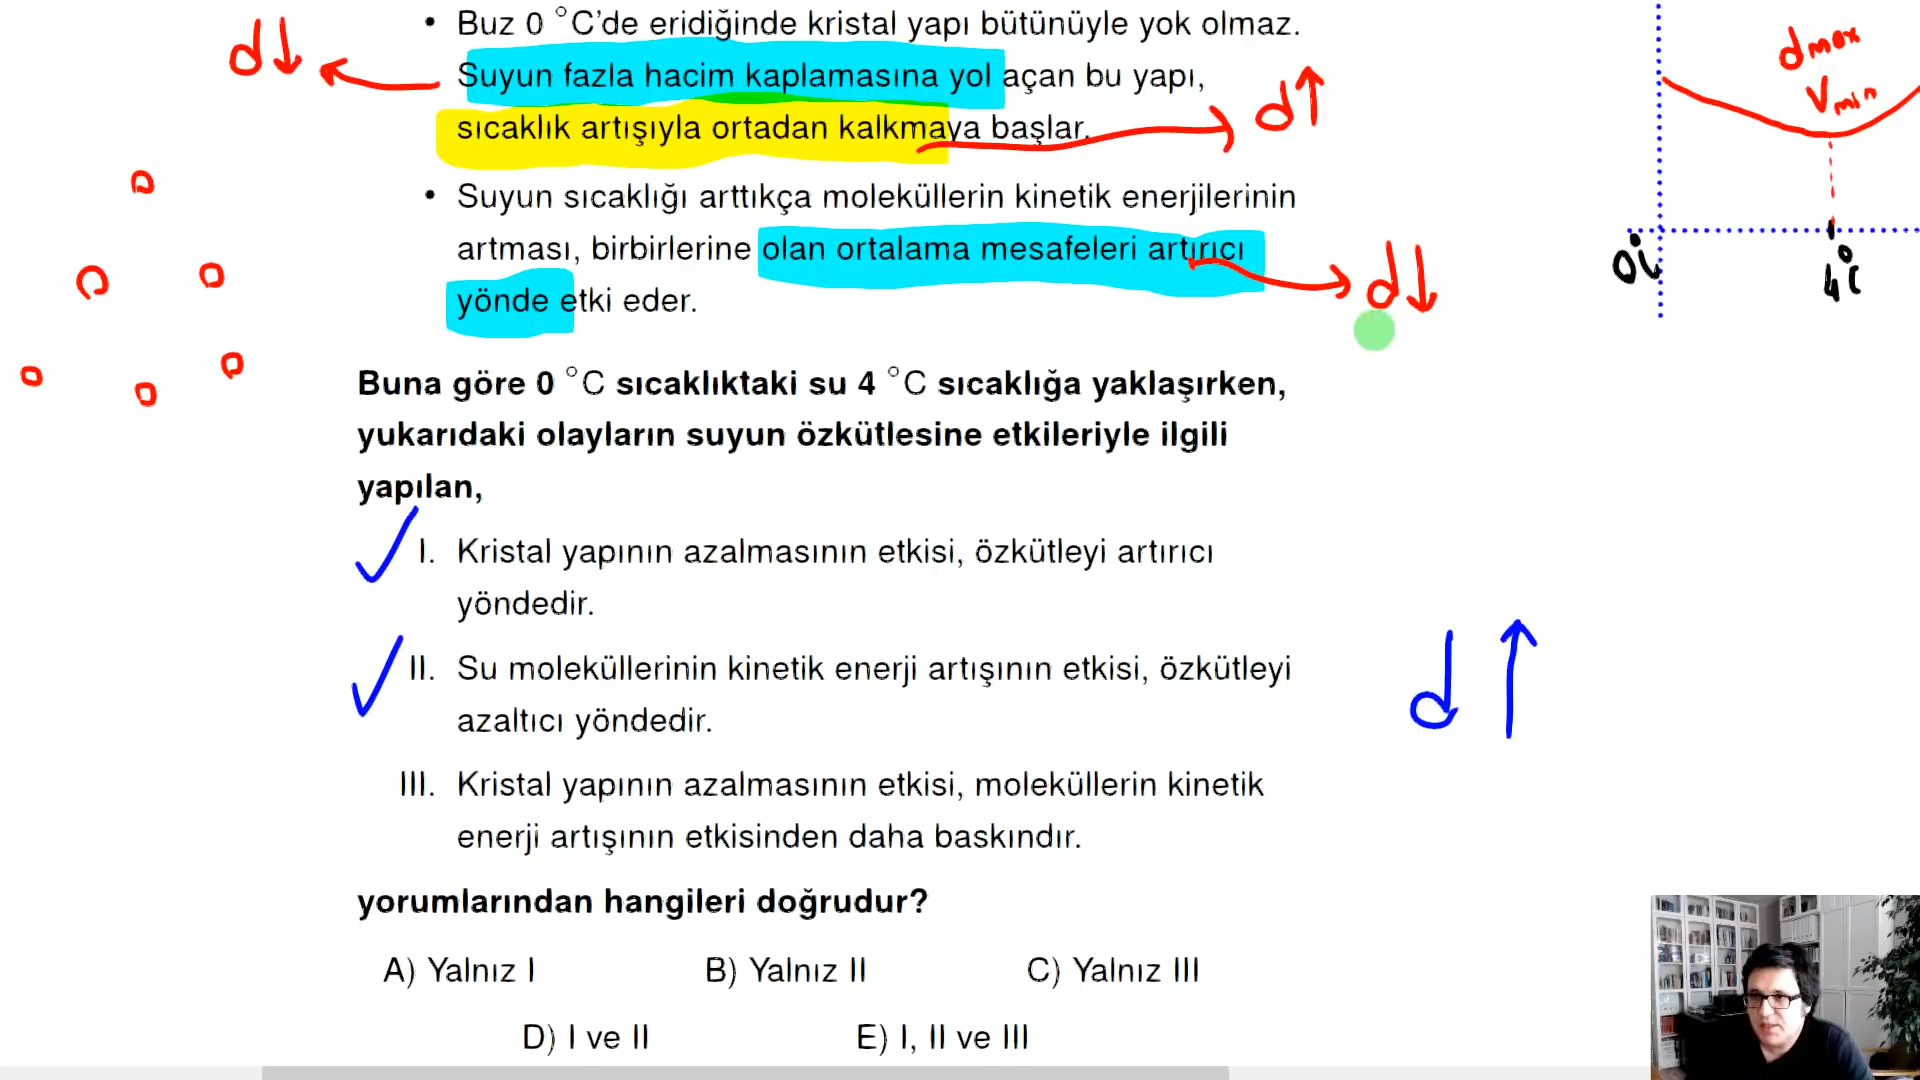 • Buz 0 °C'de eridiğinde kristal yapı bütünüyle yok olmaz.
d↓ ← Suyun fazla hacim kaplamasına yol açan bu yapı,
sıcaklık artışıyla ortadan kalkmaya başlar. → d↑
• Suyun sıcaklığı arttıkça moleküllerin kinetik enerjilerinin
artması, birbirlerine olan ortalama mesafeleri artırıcı → d↓
yönde etki eder.
dmax
Vmin
0°C
4°C
Buna göre 0 °C sıcaklıktaki su 4 °C sıcaklığa yaklaşırken,
yukarıdaki olayların suyun özkütlesine etkileriyle ilgili
yapılan,
✓ I. Kristal yapının azalmasının etkisi, özkütleyi artırıcı
yöndedir.
✓ II. Su moleküllerinin kinetik enerji artışının etkisi, özkütleyi
azaltıcı yöndedir.
d↑
III. Kristal yapının azalmasının etkisi, moleküllerin kinetik
enerji artışının etkisinden daha baskındır.
yorumlarından hangileri doğrudur?
A) Yalnız I B) Yalnız II C) Yalnız III
D) I ve II E) I, II ve III